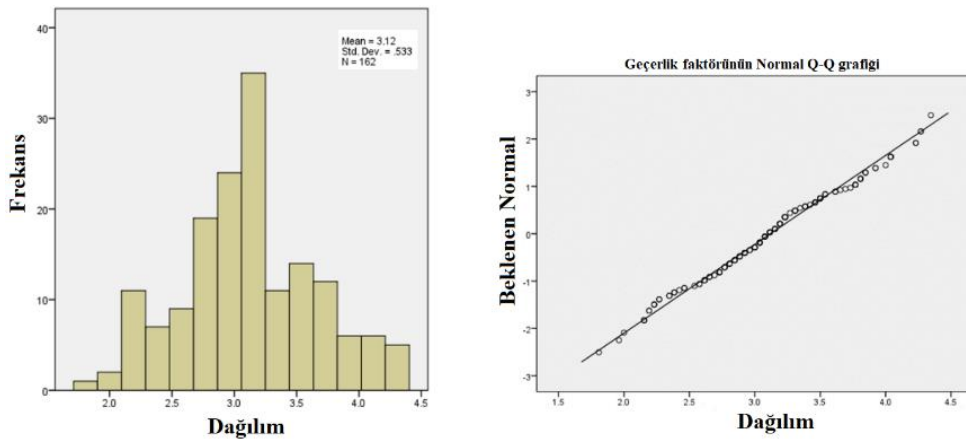 40
30
20
10
0
Frekans
Mean = 3.12
Std. Dev. = .533
N = 162
2.0 2.5 3.0 3.5 4.0 4.5
Dağılım
Geçerlik faktörünün Normal Q-Q grafiği
3
2
1
0
-1
-2
-3
Beklenen Normal
1.5 2.0 2.5 3.0 3.5 4.0 4.5
Dağılım